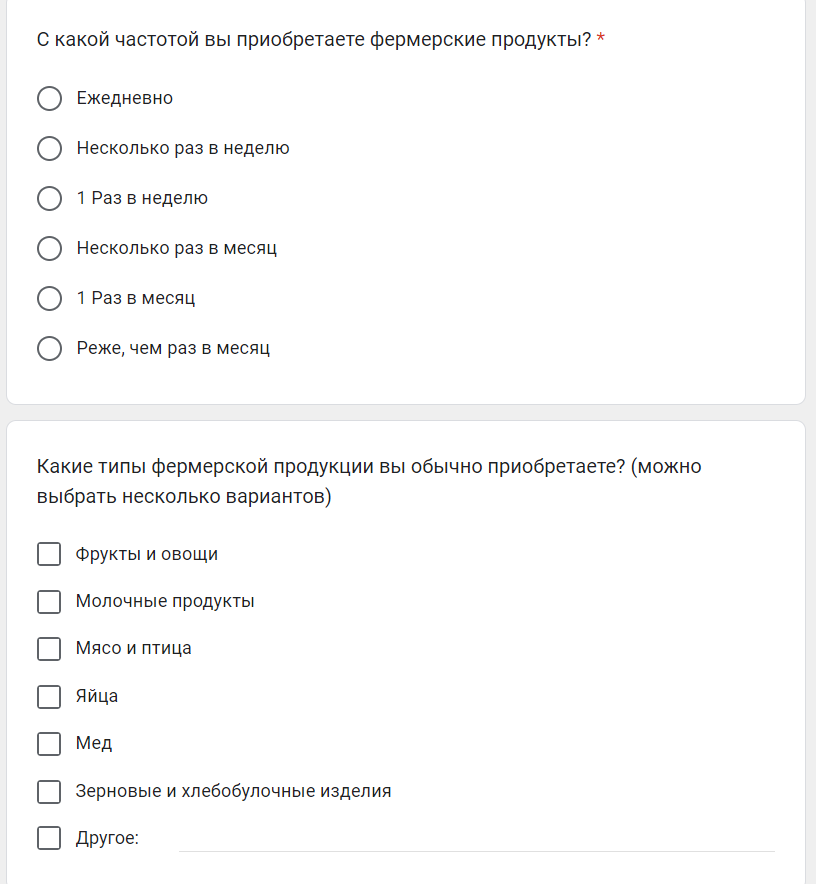 С какой частотой вы приобретаете фермерские продукты? *
Ежедневно
Несколько раз в неделю
1 Раз в неделю
Несколько раз в месяц
1 Раз в месяц
Реже, чем раз в месяц
Какие типы фермерской продукции вы обычно приобретаете? (можно
выбрать несколько вариантов)
Фрукты и овощи
Молочные продукты
Мясо и птица
Яйца
Мед
Зерновые и хлебобулочные изделия
Другое: